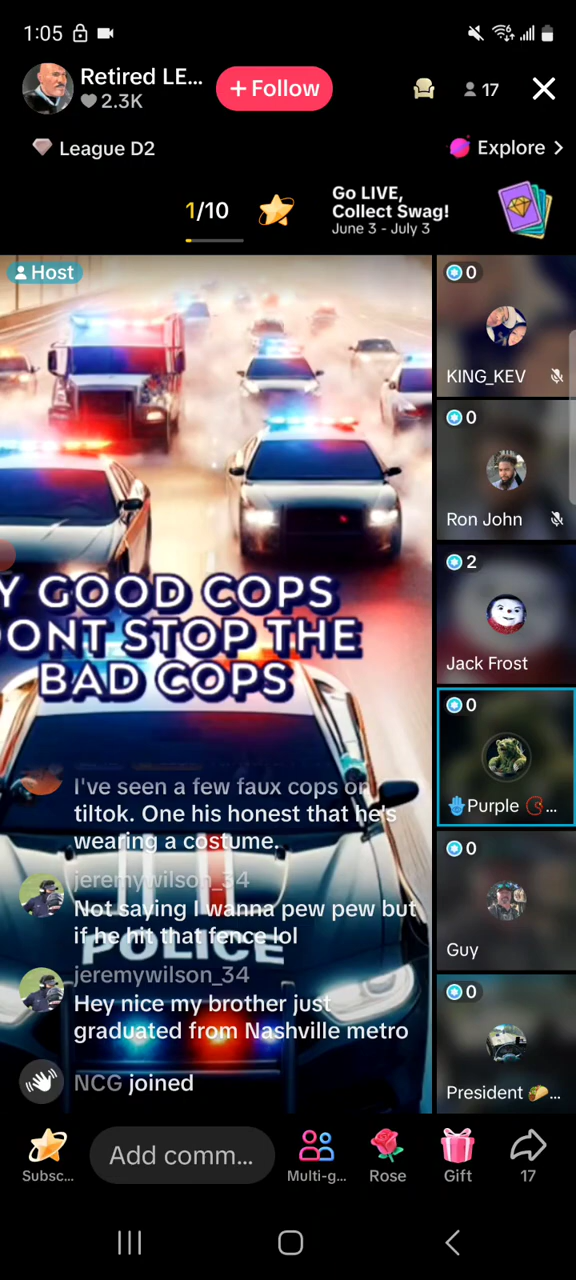 1:05
Retired LE...
2.3K
+ Follow
17
League D2
Explore >
1/10
Go LIVE,
Collect Swag!
June 3 - July 3
Host
0
KING_KEV
0
Ron John
2
Jack Frost
0
Purple ...
0
Guy
0
President ...
Y GOOD COPS
DONT STOP THE
BAD COPS
I've seen a few faux cops on
tiltok. One his honest that he's
wearing a costume.
jeremywilson_34
Not saying I wanna pew pew but
if he hit that fence lol
POLICE
jeremywilson_34
Hey nice my brother just
graduated from Nashville metro
NCG joined
Subsc...
Add comm...
Multi-g...
Rose
Gift
17